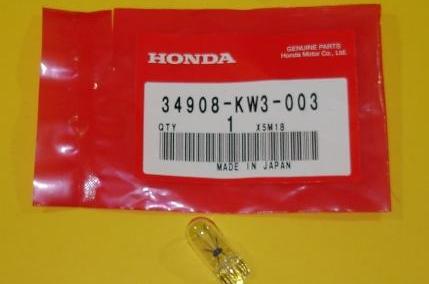 HONDA
GENUINE PARTS
Honda Motor Co., Ltd.
34908-KW3-003
QTY 1 X5M18
MADE IN JAPAN